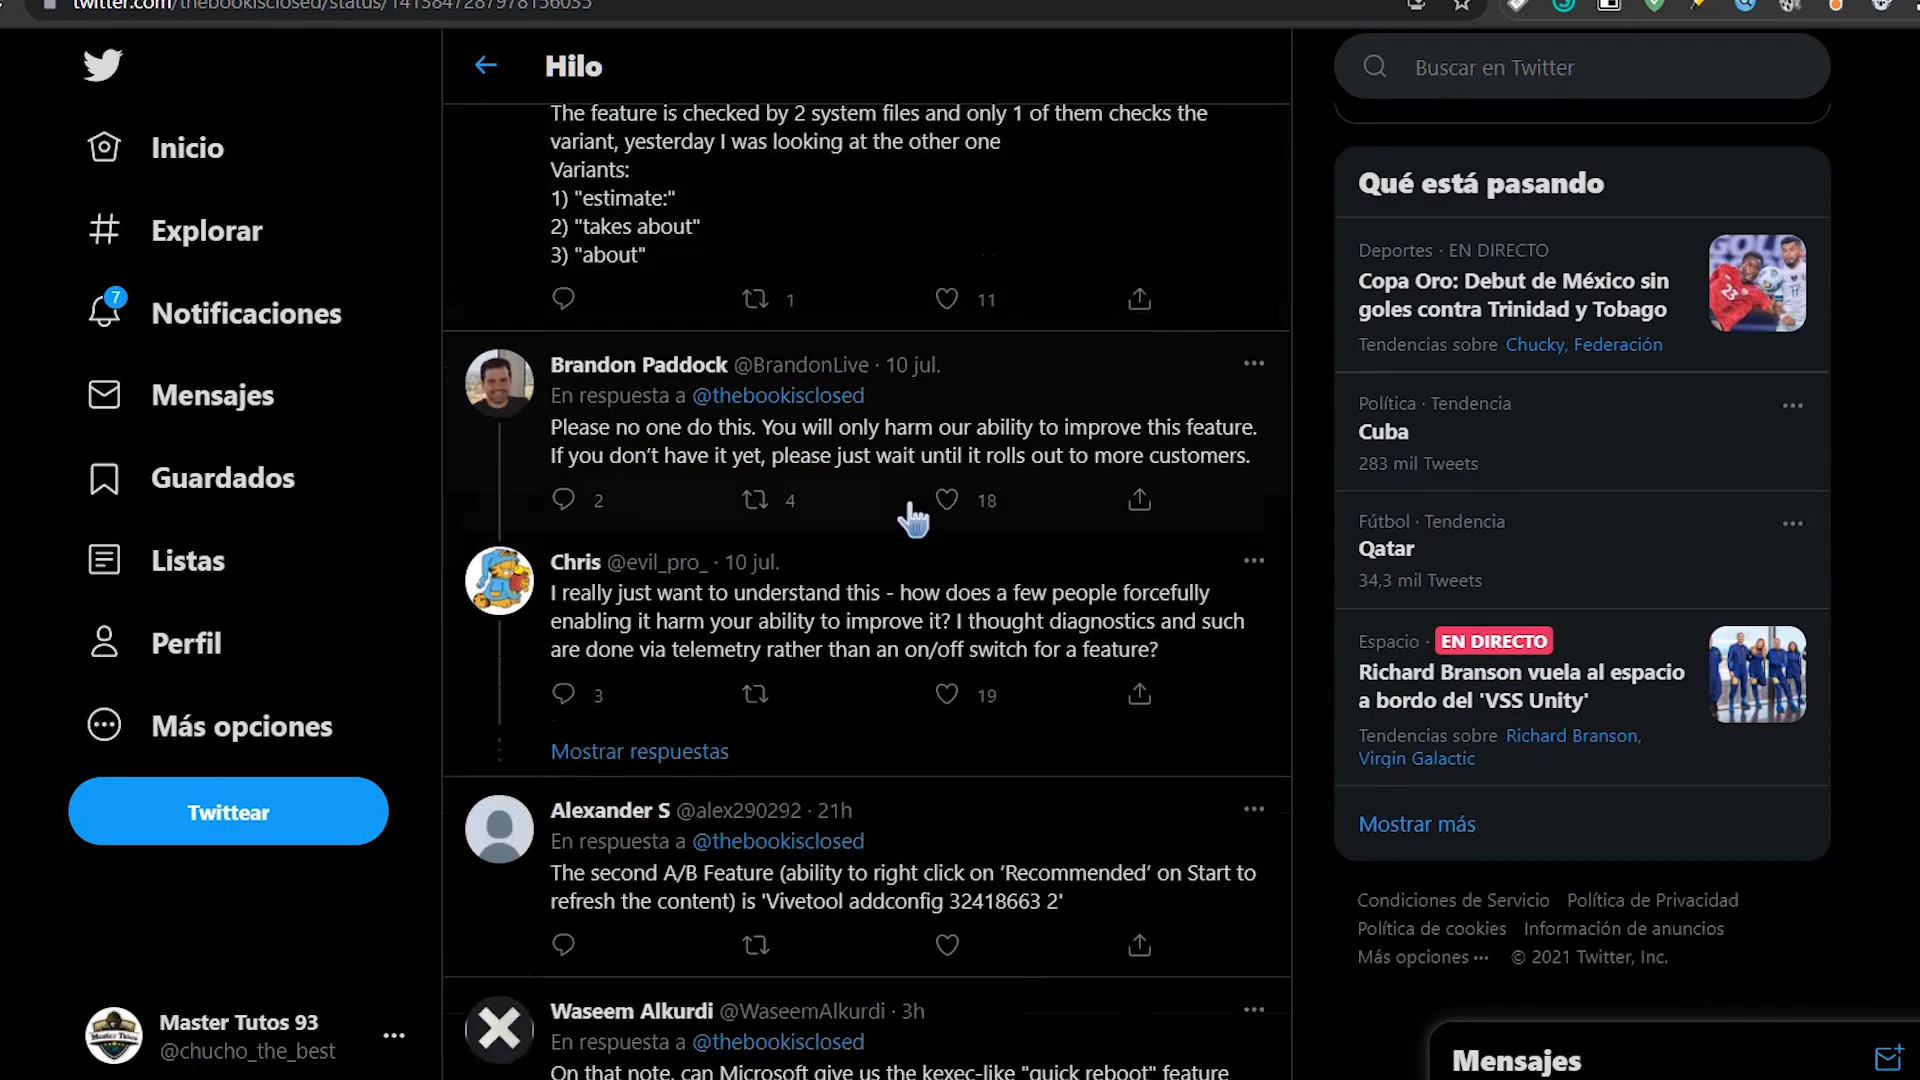 twitter.com/thebookisclosed/status/1413847287978156035
Inicio
Explorar
7
Notificaciones
Mensajes
Guardados
Listas
Perfil
Más opciones
Twittear
Master Tutos 93
@chucho_the_best
Hilo
The feature is checked by 2 system files and only 1 of them checks the
variant, yesterday I was looking at the other one
Variants:
1) "estimate:"
2) "takes about"
3) "about"
1 11
Brandon Paddock @BrandonLive · 10 jul.
En respuesta a @thebookisclosed
Please no one do this. You will only harm our ability to improve this feature.
If you don’t have it yet, please just wait until it rolls out to more customers.
2 4 18
Chris @evil_pro_ · 10 jul.
I really just want to understand this - how does a few people forcefully
enabling it harm your ability to improve it? I thought diagnostics and such
are done via telemetry rather than an on/off switch for a feature?
3 19
Mostrar respuestas
Alexander S @alex290292 · 21h
En respuesta a @thebookisclosed
The second A/B Feature (ability to right click on ‘Recommended’ on Start to
refresh the content) is 'Vivetool addconfig 32418663 2'
Waseem Alkurdi @WaseemAlkurdi · 3h
En respuesta a @thebookisclosed
On that note, can Microsoft give us the kexec-like "quick reboot" feature
Buscar en Twitter
Qué está pasando
Deportes · EN DIRECTO
Copa Oro: Debut de México sin
goles contra Trinidad y Tobago
Tendencias sobre Chucky, Federación
Política · Tendencia
Cuba
283 mil Tweets
Fútbol · Tendencia
Qatar
34,3 mil Tweets
Espacio · EN DIRECTO
Richard Branson vuela al espacio
a bordo del 'VSS Unity'
Tendencias sobre Richard Branson,
Virgin Galactic
Mostrar más
Condiciones de Servicio Política de Privacidad
Política de cookies Información de anuncios
Más opciones ··· © 2021 Twitter, Inc.
Mensajes